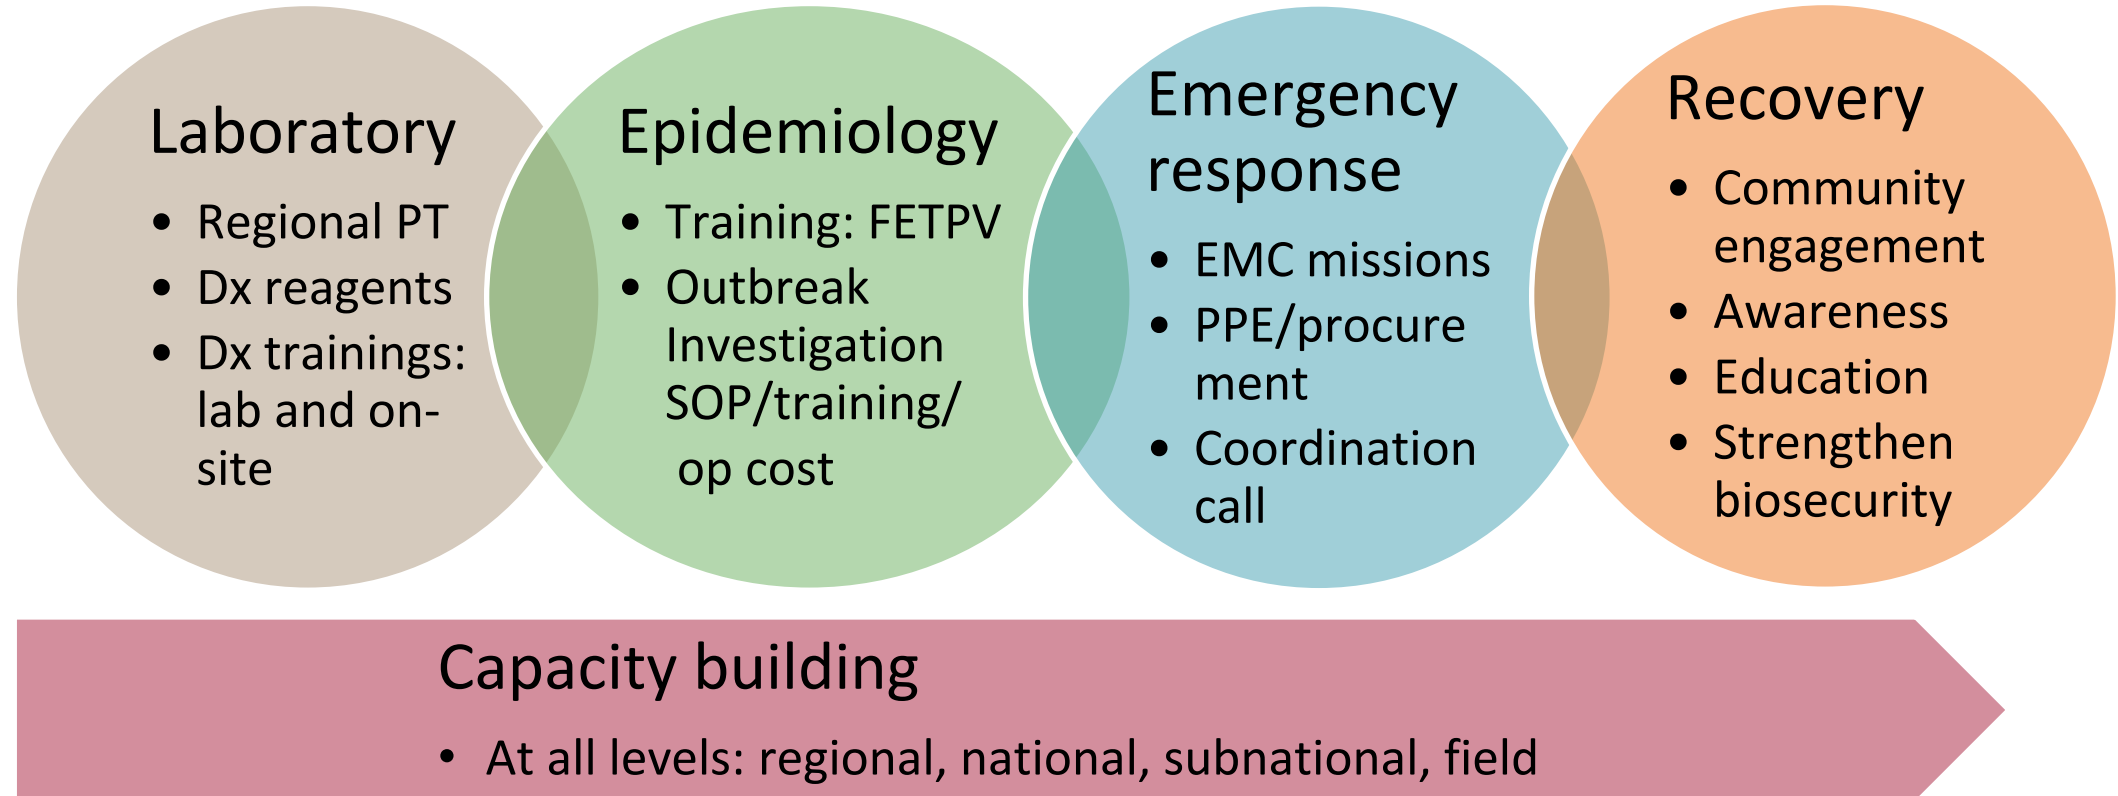 Laboratory
• Regional PT
• Dx reagents
• Dx trainings:
lab and on-
site
Epidemiology
• Training: FETPV
• Outbreak
Investigation
SOP/training/
op cost
Emergency
response
• EMC missions
• PPE/procure
ment
• Coordination
call
Recovery
• Community
engagement
• Awareness
• Education
• Strengthen
biosecurity
Capacity building
• At all levels: regional, national, subnational, field